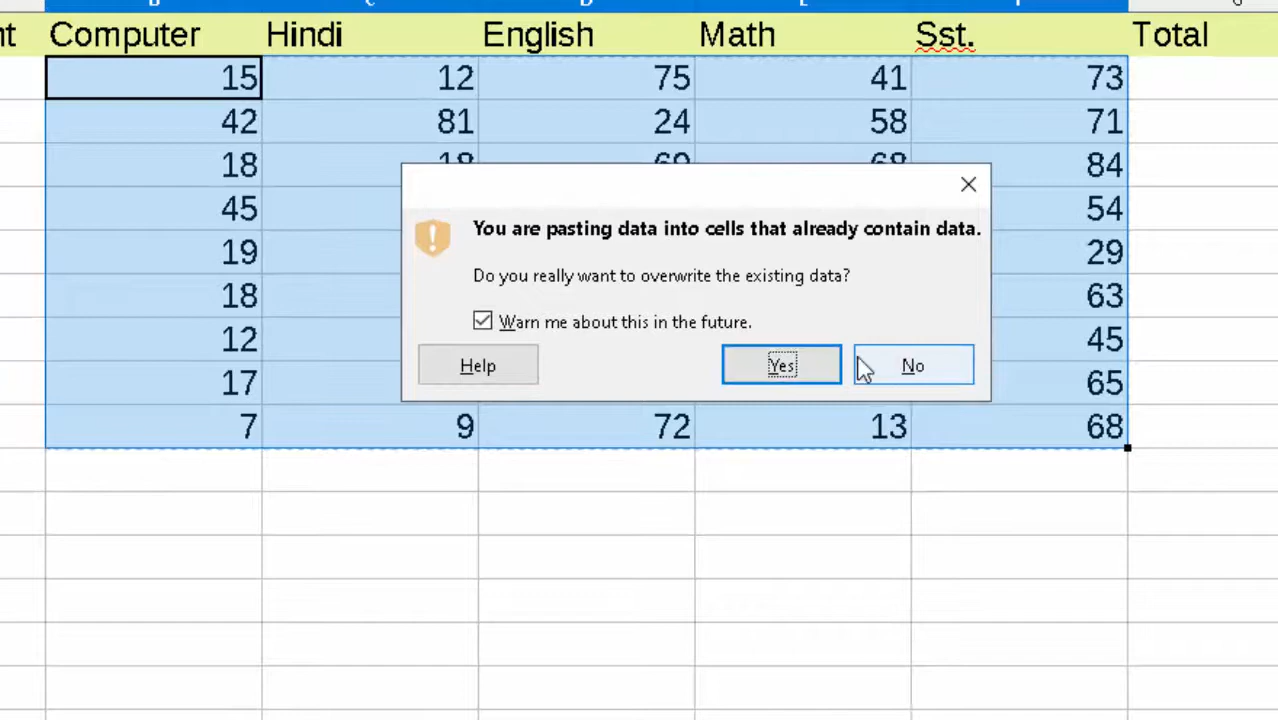 Computer Hindi English Math Sst. Total
15 12 75 41 73
42 81 24 58 71
18 18 69 68 84
45 54
19 29
18 63
12 45
17 65
7 9 72 13 68
You are pasting data into cells that already contain data.
Do you really want to overwrite the existing data?
Warn me about this in the future.
Help Yes No